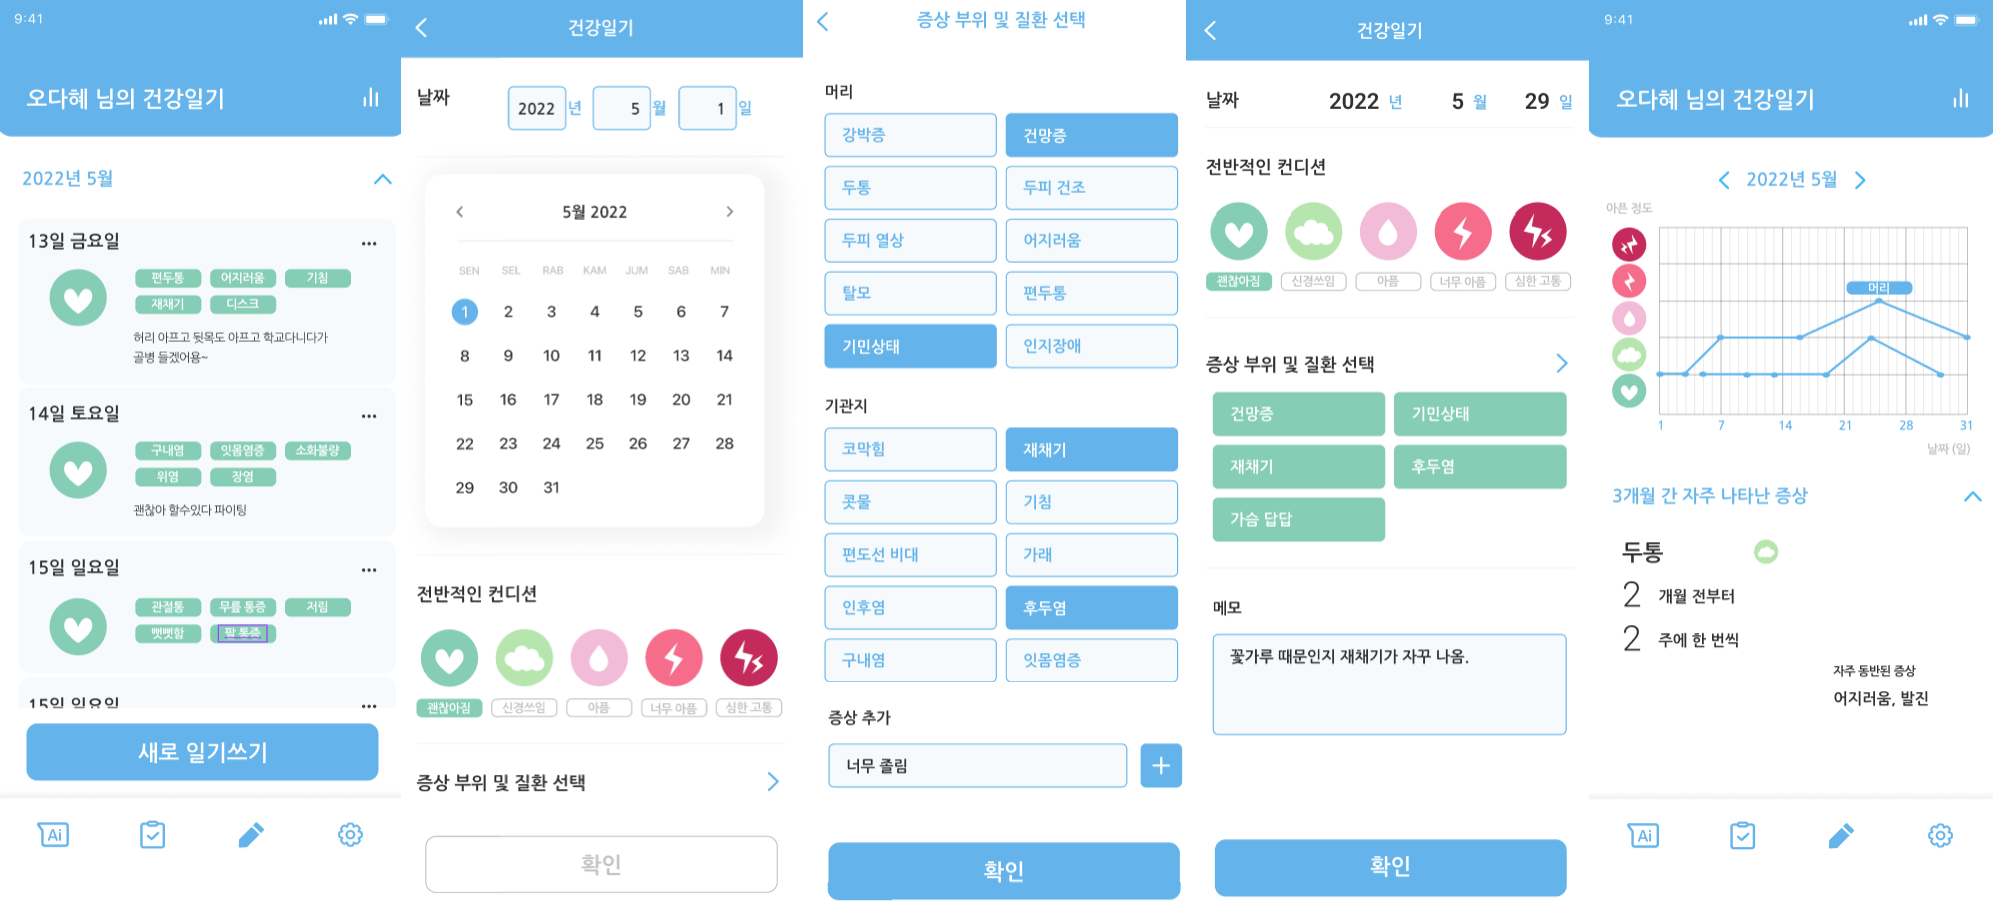 9:41
오다혜 님의 건강일기
2022년 5월
13일 금요일
편두통 어지러움 기침
재채기 디스크
허리 아프고 뒷목도 아프고 학교다니다가
골병 들겠어용~
14일 토요일
구내염 잇몸염증 소화불량
위염 장염
괜찮아 할수있다 파이팅
15일 일요일
관절통 무릎 통증 저림
뻣뻣함 팔 통증
15일 일요일
새로 일기쓰기
Ai
건강일기
날짜 2022 년 5 월 1 일
5월 2022
SEN SEL RAB KAM JUM SAB MIN
1 2 3 4 5 6 7
8 9 10 11 12 13 14
15 16 17 18 19 20 21
22 23 24 25 26 27 28
29 30 31
전반적인 컨디션
괜찮아짐 신경쓰임 아픔 너무 아픔 심한 고통
증상 부위 및 질환 선택
확인
증상 부위 및 질환 선택
머리
강박증 건망증
두통 두피 건조
두피 열상 어지러움
탈모 편두통
기민상태 인지장애
기관지
코막힘 재채기
콧물 기침
편도선 비대 가래
인후염 후두염
구내염 잇몸염증
증상 추가
너무 졸림 +
확인
건강일기
날짜 2022 년 5 월 29 일
전반적인 컨디션
괜찮아짐 신경쓰임 아픔 너무 아픔 심한 고통
증상 부위 및 질환 선택
건망증 기민상태
재채기 후두염
가슴 답답
메모
꽃가루 때문인지 재채기가 자꾸 나옴.
확인
9:41
오다혜 님의 건강일기
2022년 5월
아픈 정도
머리
1 7 14 21 28 31
날짜 (일)
3개월 간 자주 나타난 증상
두통
2 개월 전부터
2 주에 한 번씩
자주 동반된 증상
어지러움, 발진
Ai